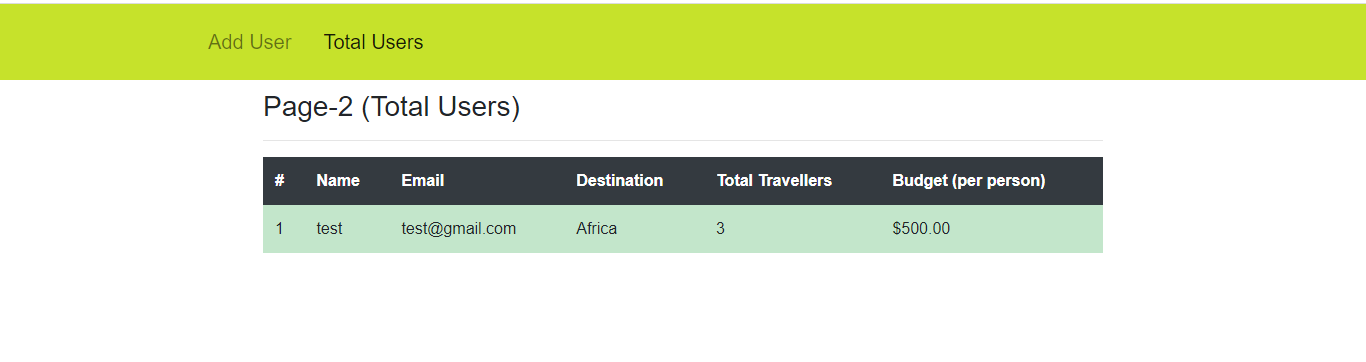 Add User Total Users
Page-2 (Total Users)
# Name Email Destination Total Travellers Budget (per person)
1 test test@gmail.com Africa 3 $500.00